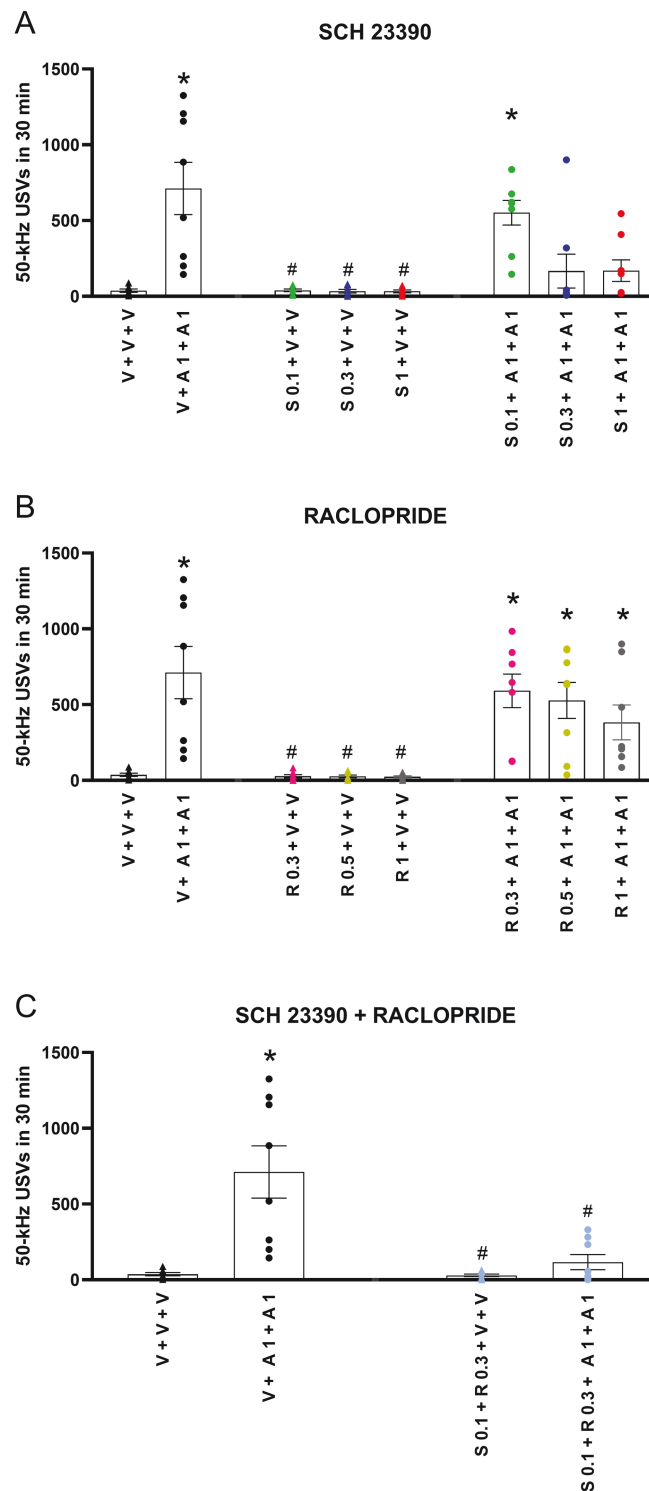 A
SCH 23390
50-kHz USVs in 30 min
1500
1000
500
0
*
#
#
#
*
V + V + V
V + A 1 + A 1
S 0.1 + V + V
S 0.3 + V + V
S 1 + V + V
S 0.1 + A 1 + A 1
S 0.3 + A 1 + A 1
S 1 + A 1 + A 1
B
RACLOPRIDE
50-kHz USVs in 30 min
1500
1000
500
0
*
#
#
#
*
*
*
V + V + V
V + A 1 + A 1
R 0.3 + V + V
R 0.5 + V + V
R 1 + V + V
R 0.3 + A 1 + A 1
R 0.5 + A 1 + A 1
R 1 + A 1 + A 1
C
SCH 23390 + RACLOPRIDE
50-kHz USVs in 30 min
1500
1000
500
0
*
#
#
V + V + V
V + A 1 + A 1
S 0.1 + R 0.3 + V + V
S 0.1 + R 0.3 + A 1 + A 1